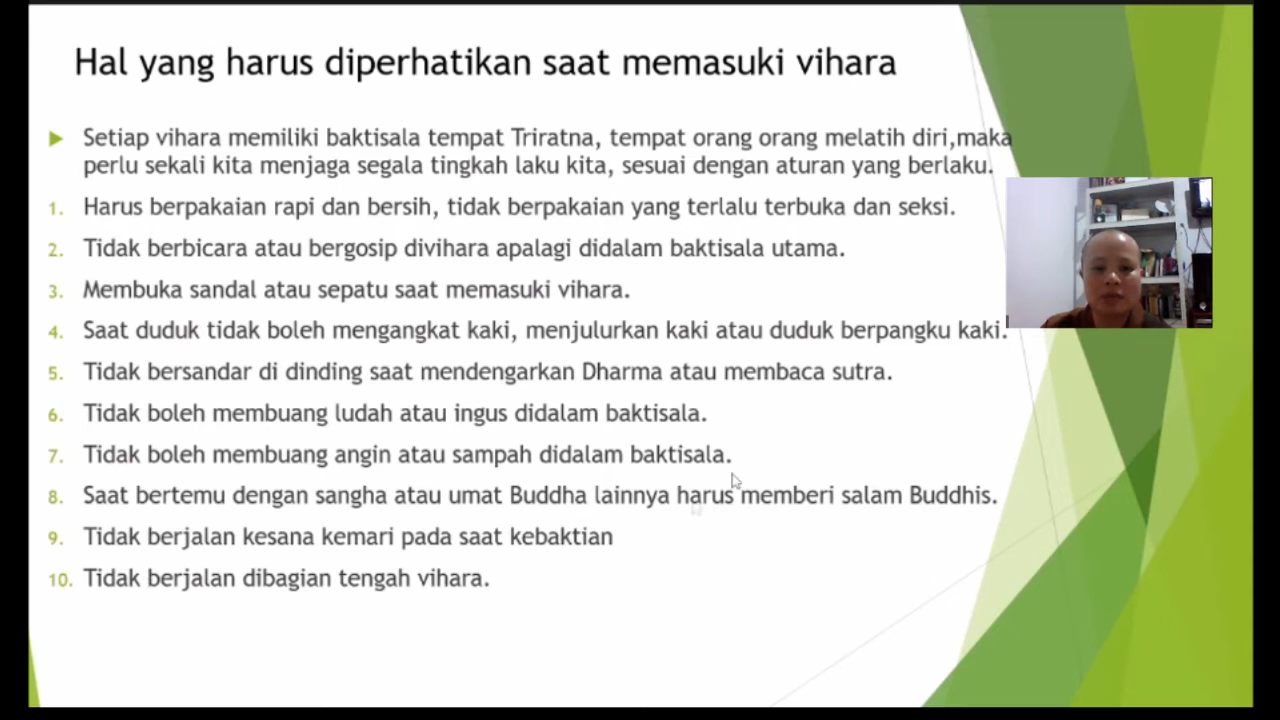 Hal yang harus diperhatikan saat memasuki vihara
Setiap vihara memiliki baktisala tempat Triratna, tempat orang orang melatih diri,maka
perlu sekali kita menjaga segala tingkah laku kita, sesuai dengan aturan yang berlaku.
1. Harus berpakaian rapi dan bersih, tidak berpakaian yang terlalu terbuka dan seksi.
2. Tidak berbicara atau bergosip divihara apalagi didalam baktisala utama.
3. Membuka sandal atau sepatu saat memasuki vihara.
4. Saat duduk tidak boleh mengangkat kaki, menjulurkan kaki atau duduk berpangku kaki.
5. Tidak bersandar di dinding saat mendengarkan Dharma atau membaca sutra.
6. Tidak boleh membuang ludah atau ingus didalam baktisala.
7. Tidak boleh membuang angin atau sampah didalam baktisala.
8. Saat bertemu dengan sangha atau umat Buddha lainnya harus memberi salam Buddhis.
9. Tidak berjalan kesana kemari pada saat kebaktian
10. Tidak berjalan dibagian tengah vihara.